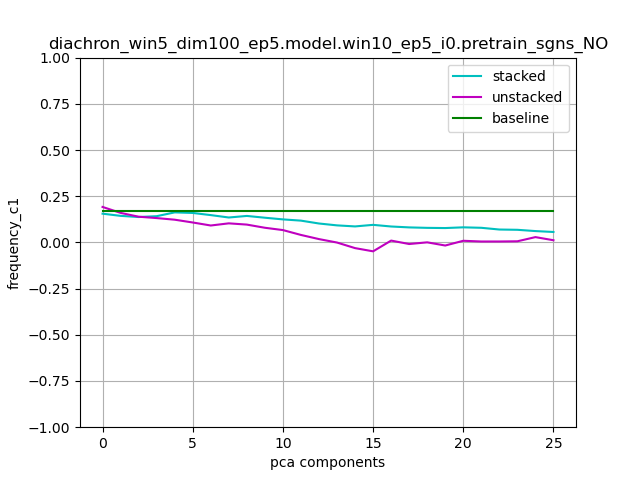 diachron_win5_dim100_ep5.model.win10_ep5_i0.pretrain_sgns_NO
1.00
0.75
0.50
0.25
0.00
−0.25
−0.50
−0.75
−1.00
frequency_c1
stacked
unstacked
baseline
0 5 10 15 20 25
pca components